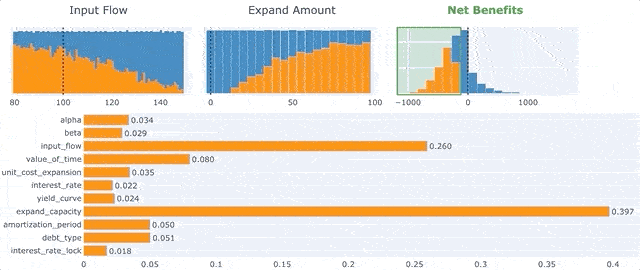 Input Flow Expand Amount Net Benefits
80 100 120 140 0 50 100 −1000 0 1000
alpha 0.034
beta 0.029
input_flow 0.260
value_of_time 0.080
unit_cost_expansion 0.035
interest_rate 0.022
yield_curve 0.024
expand_capacity 0.397
amortization_period 0.050
debt_type 0.051
interest_rate_lock 0.018
0 0.05 0.1 0.15 0.2 0.25 0.3 0.35 0.4